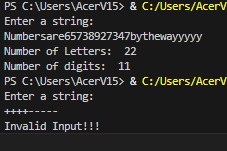 PS C:\Users\AcerV15> & C:/Users/AcerV
Enter a string:
Numbersare65738927347bythewayyyyy
Number of Letters:  22
Number of digits:  11
PS C:\Users\AcerV15> & C:/Users/AcerV
Enter a string:
++++-----
Invalid Input!!!